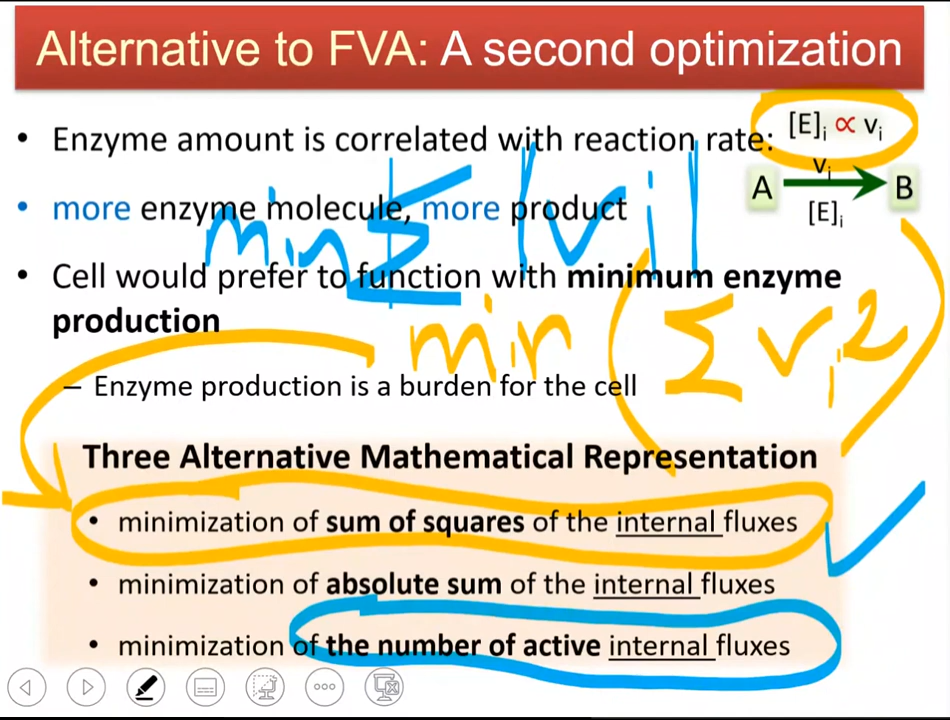 Alternative to FVA: A second optimization
• Enzyme amount is correlated with reaction rate: [E]i ∝ vi
A vi B
[E]i
• more enzyme molecule, more product
min Σ |vi|
• Cell would prefer to function with minimum enzyme
production
min (Σ vi²)
– Enzyme production is a burden for the cell
Three Alternative Mathematical Representation
• minimization of sum of squares of the internal fluxes
• minimization of absolute sum of the internal fluxes
• minimization of the number of active internal fluxes